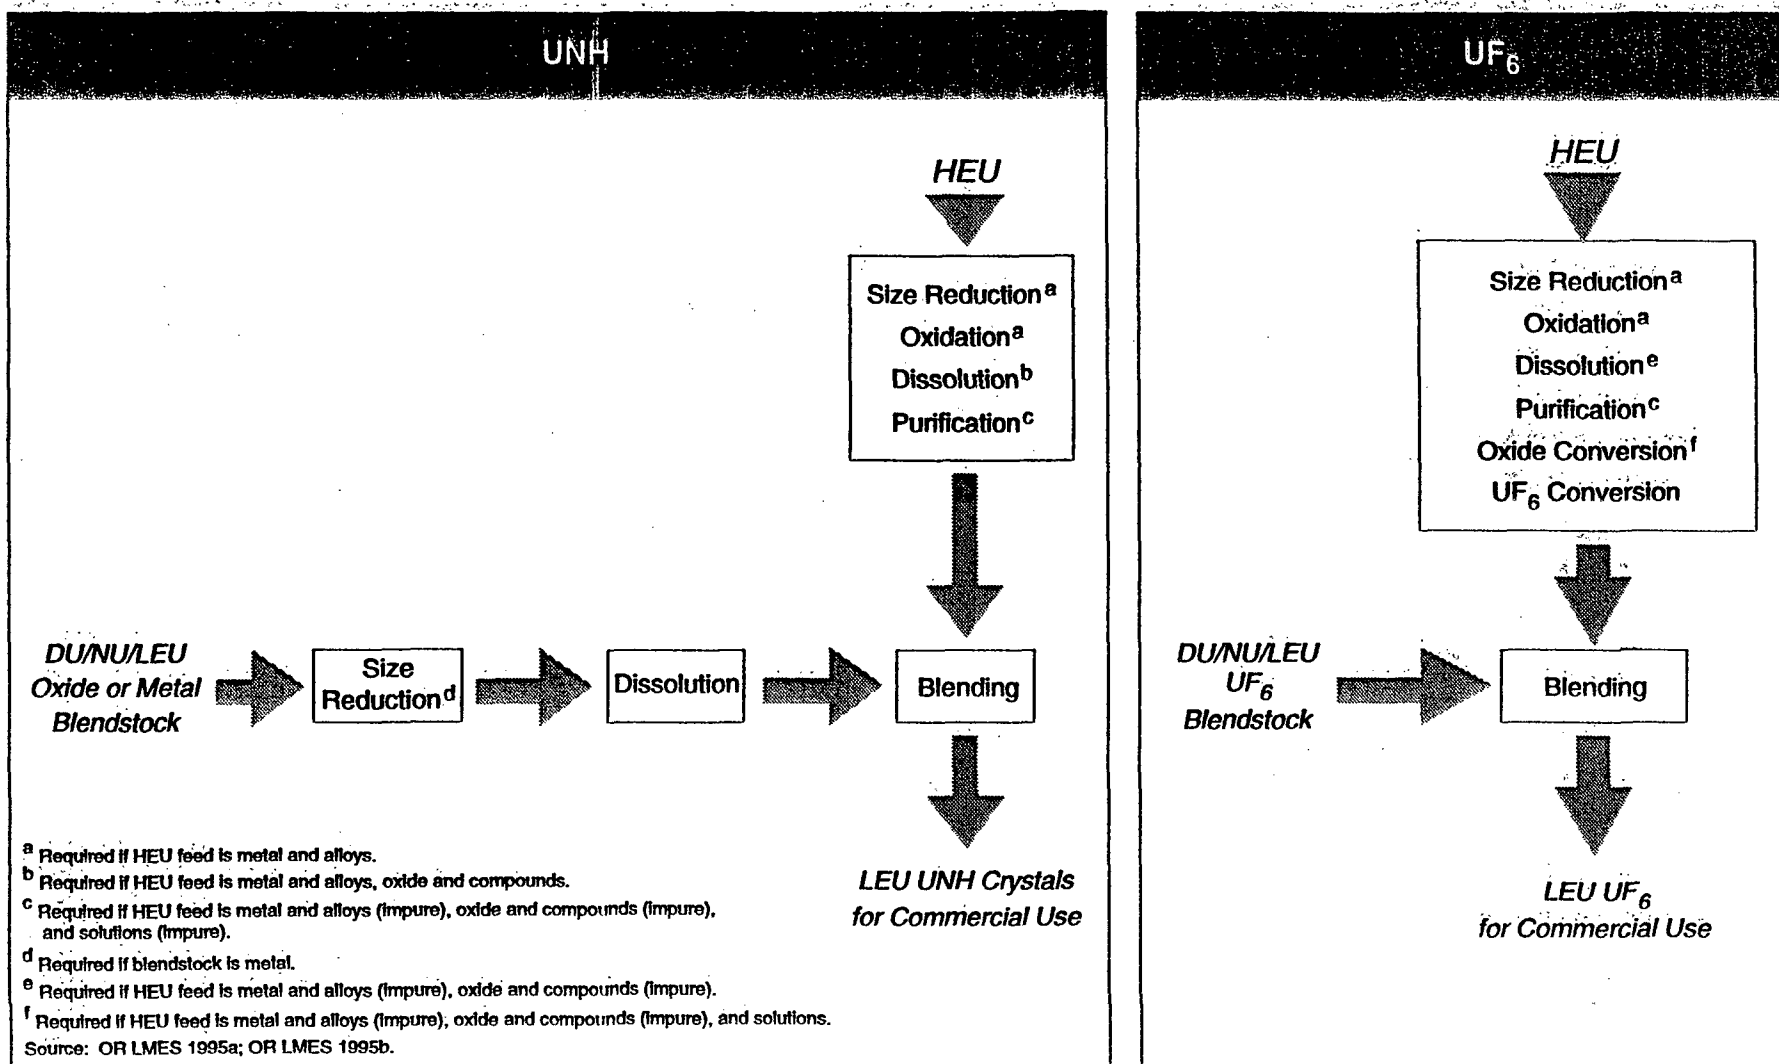 UNH
HEU
Size Reduction^a
Oxidation^a
Dissolution^b
Purification^c
DU/NU/LEU
Oxide or Metal
Blendstock
Size
Reduction^d
Dissolution
Blending
LEU UNH Crystals
for Commercial Use
^a Required if HEU feed is metal and alloys.
^b Required if HEU feed is metal and alloys, oxide and compounds.
^c Required if HEU feed is metal and alloys (impure), oxide and compounds (impure),
and solutions (impure).
^d Required if blendstock is metal.
^e Required if HEU feed is metal and alloys (impure), oxide and compounds (impure).
^f Required if HEU feed is metal and alloys (impure), oxide and compounds (impure), and solutions.
Source: OR LMES 1995a; OR LMES 1995b.
UF₆
HEU
Size Reduction^a
Oxidation^a
Dissolution^e
Purification^c
Oxide Conversion^f
UF₆ Conversion
DU/NU/LEU
UF₆
Blendstock
Blending
LEU UF₆
for Commercial Use